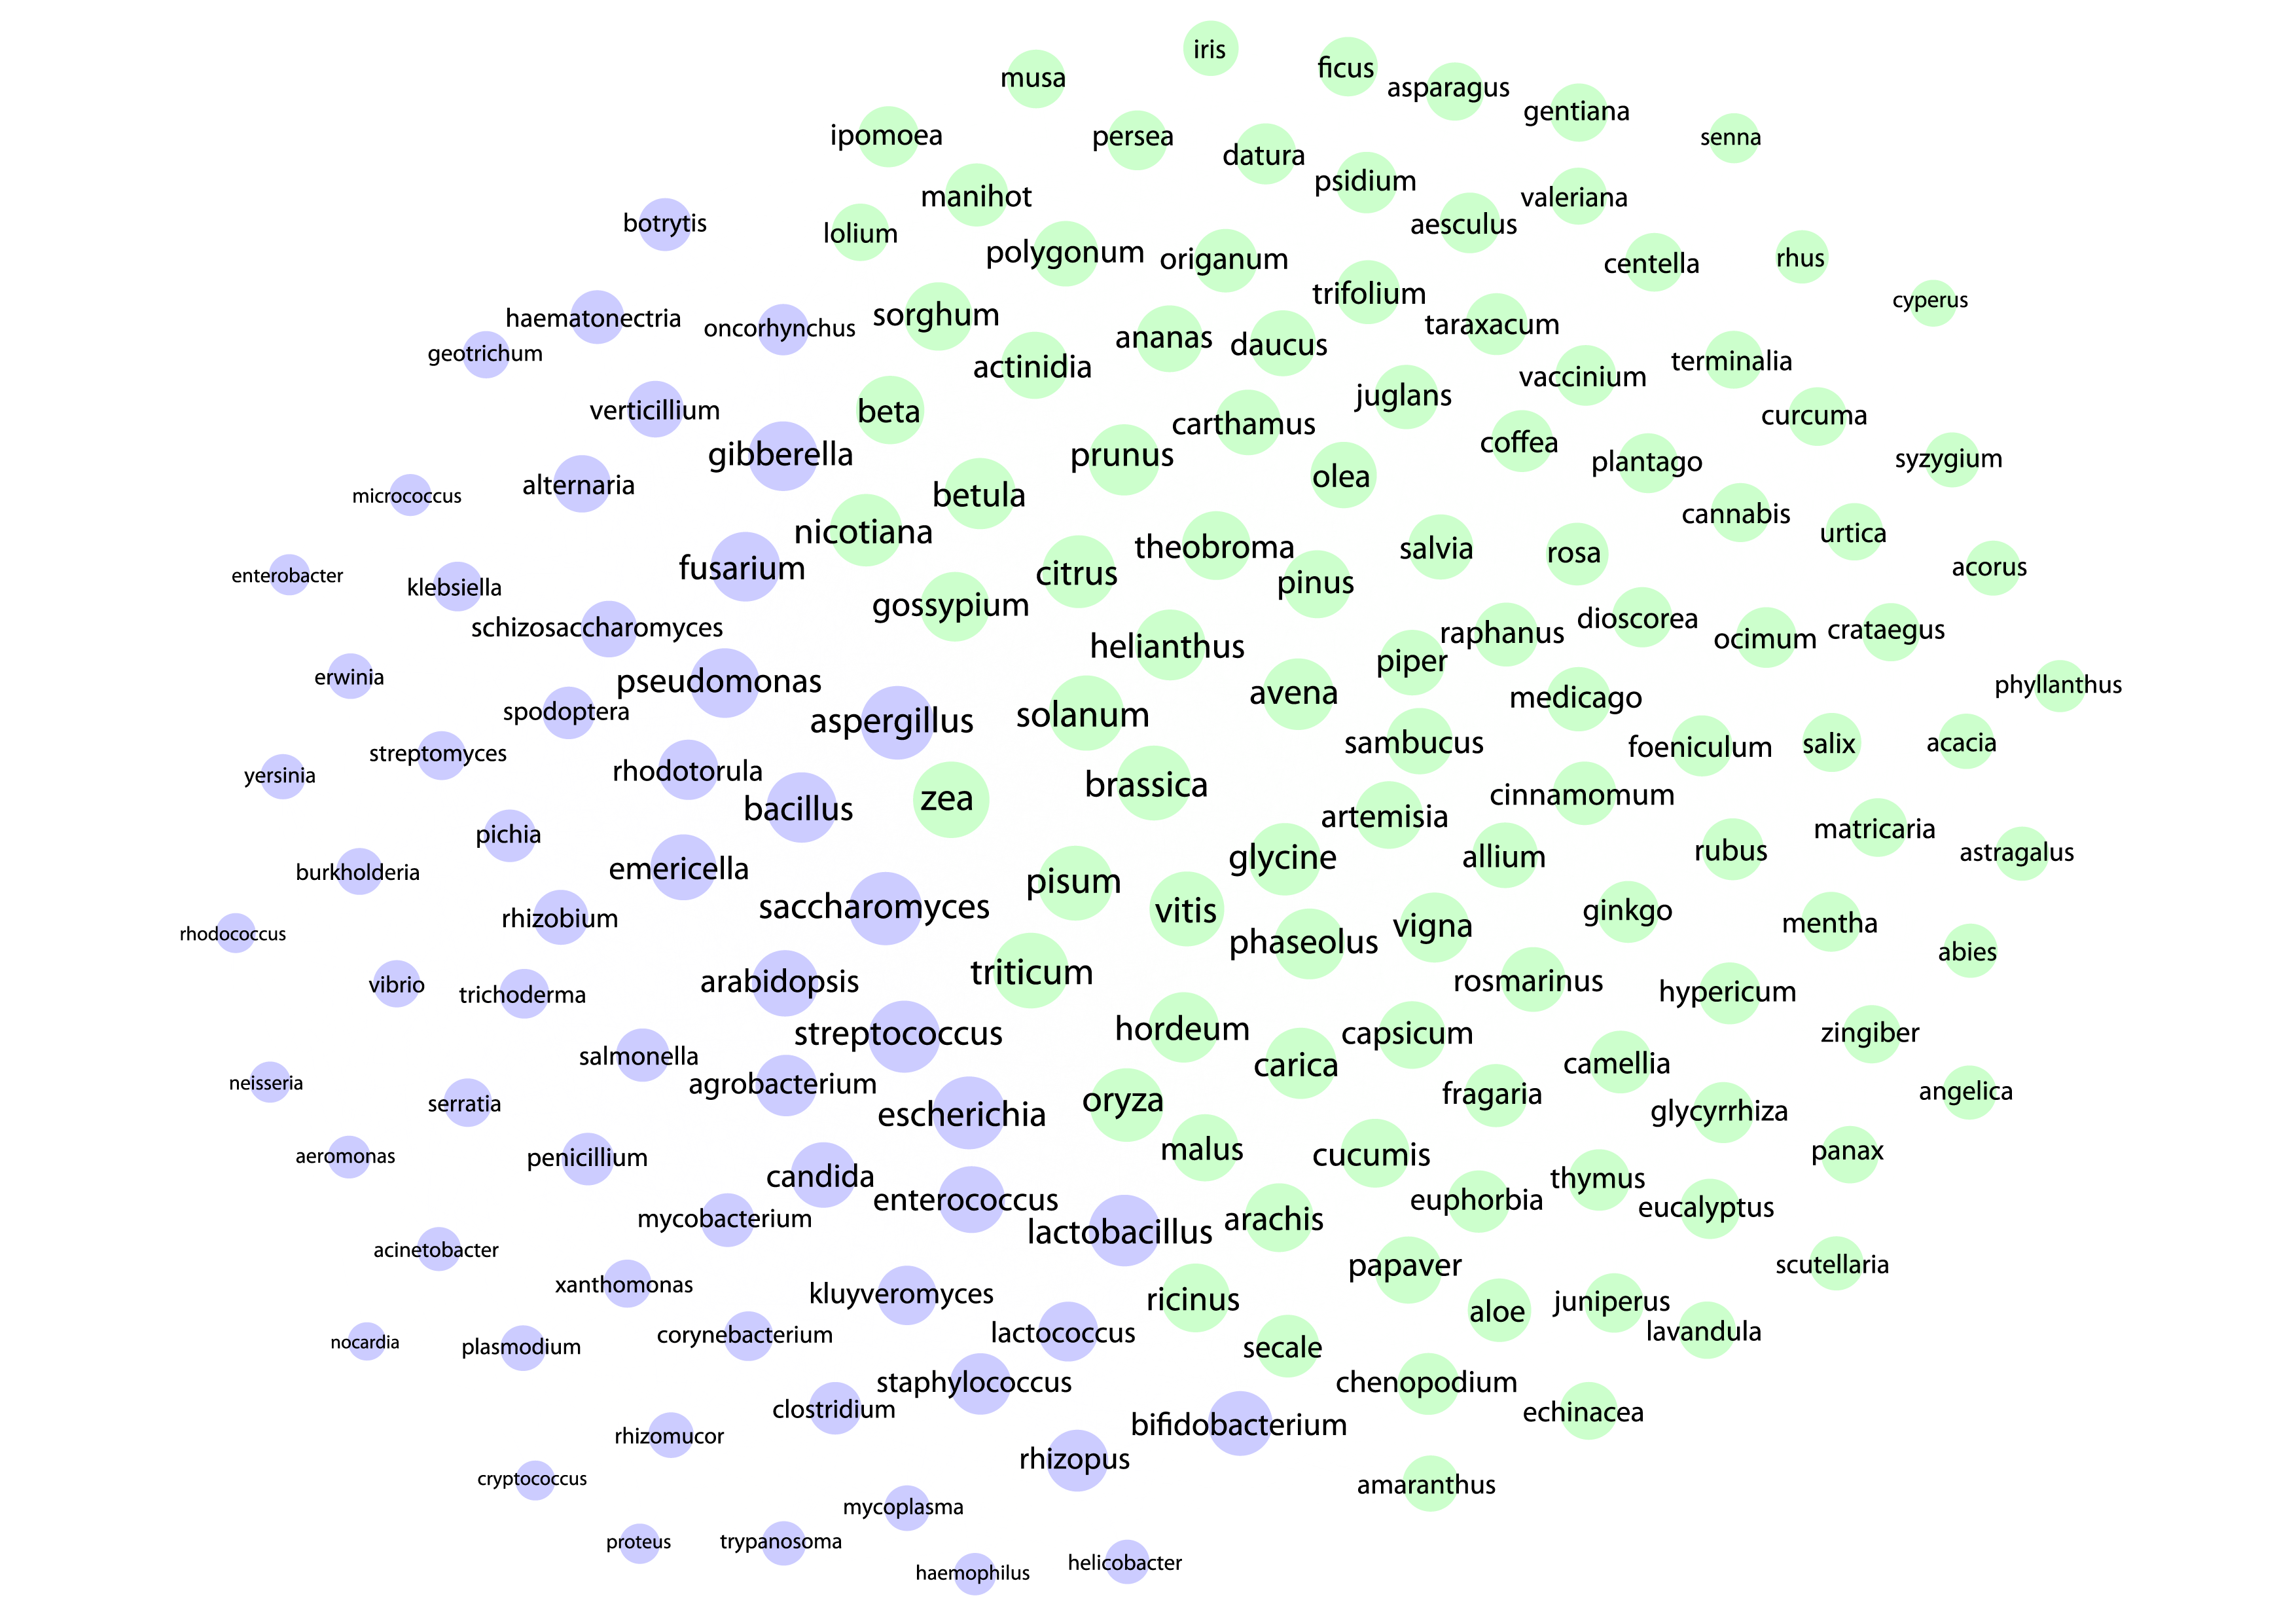 iris
ficus
musa
asparagus
gentiana
ipomoea
persea
senna
datura
psidium
manihot
valeriana
botrytis
aesculus
lolium
polygonum
origanum
rhus
centella
trifolium
cyperus
sorghum
haematonectria
taraxacum
oncorhynchus
ananas
daucus
geotrichum
terminalia
actinidia
vaccinium
juglans
verticillium
beta
curcuma
carthamus
coffea
gibberella
prunus
syzygium
plantago
olea
alternaria
betula
micrococcus
cannabis
nicotiana
urtica
theobroma
salvia
rosa
acorus
fusarium
citrus
enterobacter
pinus
klebsiella
gossypium
dioscorea
schizosaccharomyces
crataegus
raphanus
ocimum
helianthus
piper
erwinia
pseudomonas
phyllanthus
avena
medicago
spodoptera
solanum
aspergillus
sambucus
acacia
salix
foeniculum
streptomyces
rhodotorula
yersinia
brassica
cinnamomum
zea
bacillus
artemisia
matricaria
pichia
rubus
astragalus
allium
glycine
emericella
burkholderia
pisum
saccharomyces
vitis
ginkgo
rhizobium
mentha
vigna
rhodococcus
phaseolus
abies
triticum
arabidopsis
rosmarinus
vibrio
hypericum
trichoderma
hordeum
streptococcus
capsicum
zingiber
salmonella
camellia
carica
neisseria
agrobacterium
angelica
fragaria
oryza
serratia
glycyrrhiza
escherichia
malus
panax
cucumis
aeromonas
penicillium
candida
thymus
enterococcus
euphorbia
eucalyptus
mycobacterium
arachis
lactobacillus
acinetobacter
scutellaria
papaver
xanthomonas
kluyveromyces
ricinus
juniperus
aloe
lavandula
lactococcus
corynebacterium
nocardia
plasmodium
secale
staphylococcus
chenopodium
clostridium
echinacea
bifidobacterium
rhizomucor
rhizopus
cryptococcus
amaranthus
mycoplasma
proteus
trypanosoma
helicobacter
haemophilus